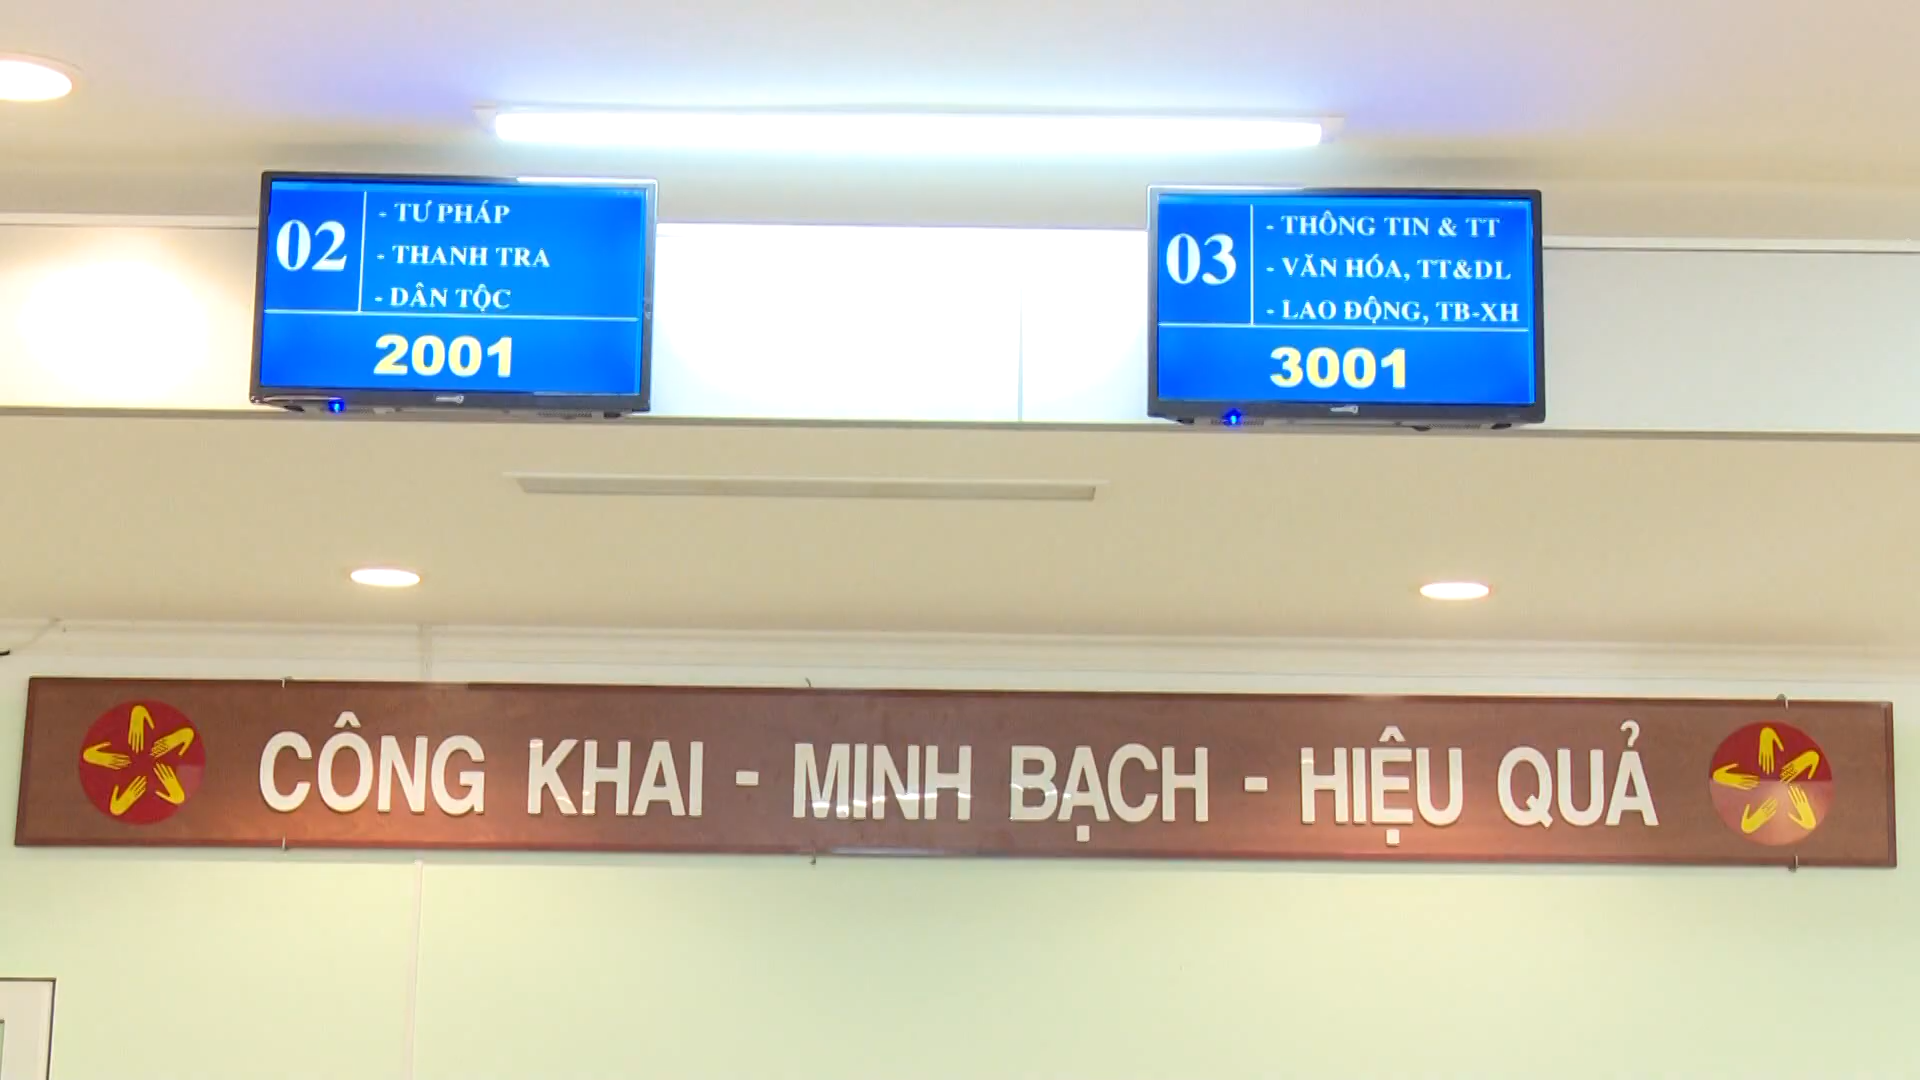 02
- TƯ PHÁP
- THANH TRA
- DÂN TỘC
2001
03
- THÔNG TIN & TT
- VĂN HÓA, TT&DL
- LAO ĐỘNG, TB-XH
3001
CÔNG KHAI - MINH BẠCH - HIỆU QUẢ